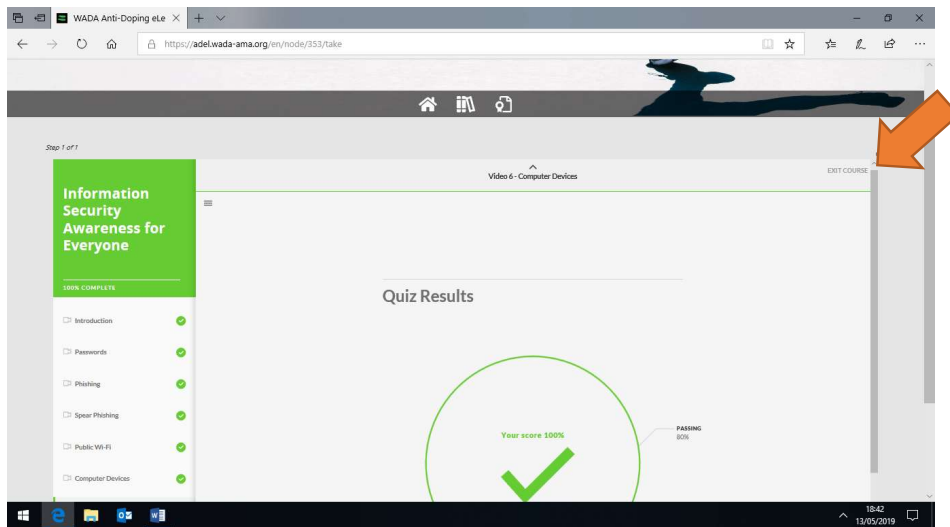 WADA Anti-Doping eLe
https://adel.wada-ama.org/en/node/353/take
Step 1 of 1
Video 6 - Computer Devices
EXIT COURSE
Information
Security
Awareness for
Everyone
100% COMPLETE
Introduction
Passwords
Phishing
Spear Phishing
Public Wi-Fi
Computer Devices
Quiz Results
Your score 100%
PASSING
80%
18:42
13/05/2019